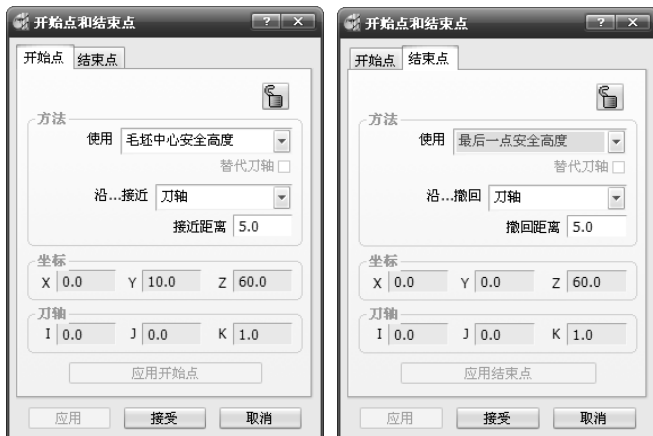 开始点和结束点
开始点 结束点
方法
使用 毛坯中心安全高度
替代刀轴
沿...接近 刀轴
接近距离 5.0
坐标
X 0.0 Y 10.0 Z 60.0
刀轴
I 0.0 J 0.0 K 1.0
应用开始点
应用 接受 取消
开始点和结束点
开始点 结束点
方法
使用 最后一点安全高度
替代刀轴
沿...撤回 刀轴
撤回距离 5.0
坐标
X 0.0 Y 0.0 Z 60.0
刀轴
I 0.0 J 0.0 K 1.0
应用结束点
应用 接受 取消